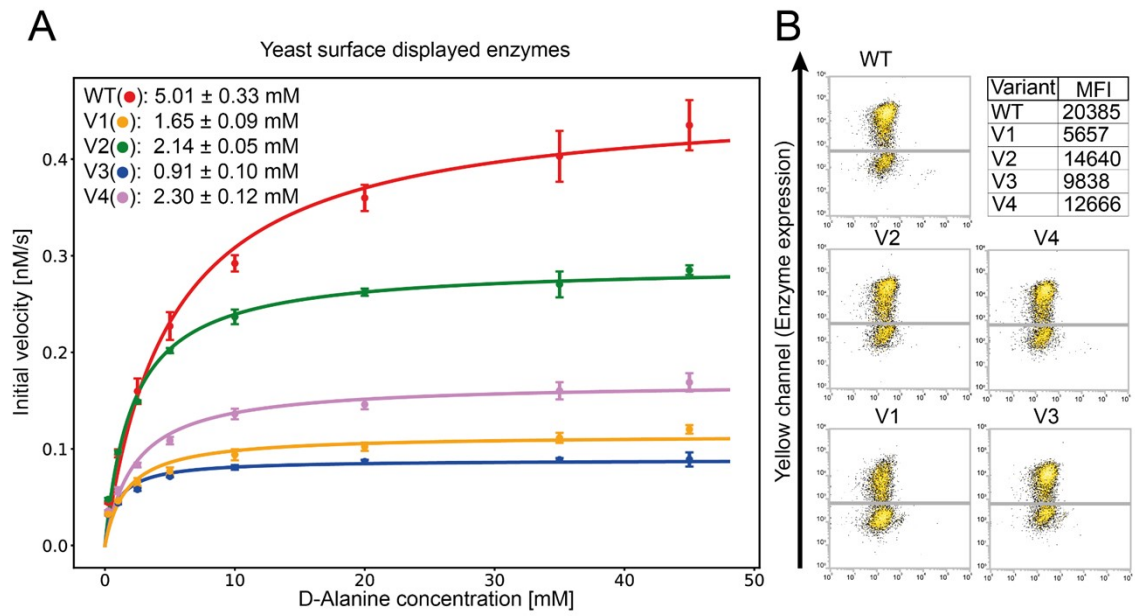 A
Yeast surface displayed enzymes
WT(●): 5.01 ± 0.33 mM
V1(●): 1.65 ± 0.09 mM
V2(●): 2.14 ± 0.05 mM
V3(●): 0.91 ± 0.10 mM
V4(●): 2.30 ± 0.12 mM
Initial velocity [nM/s]
0.4
0.3
0.2
0.1
0.0
0 10 20 30 40 50
D-Alanine concentration [mM]
B
Yellow channel (Enzyme expression)
WT
Variant MFI
WT 20385
V1 5657
V2 14640
V3 9838
V4 12666
V2 V4
V1 V3